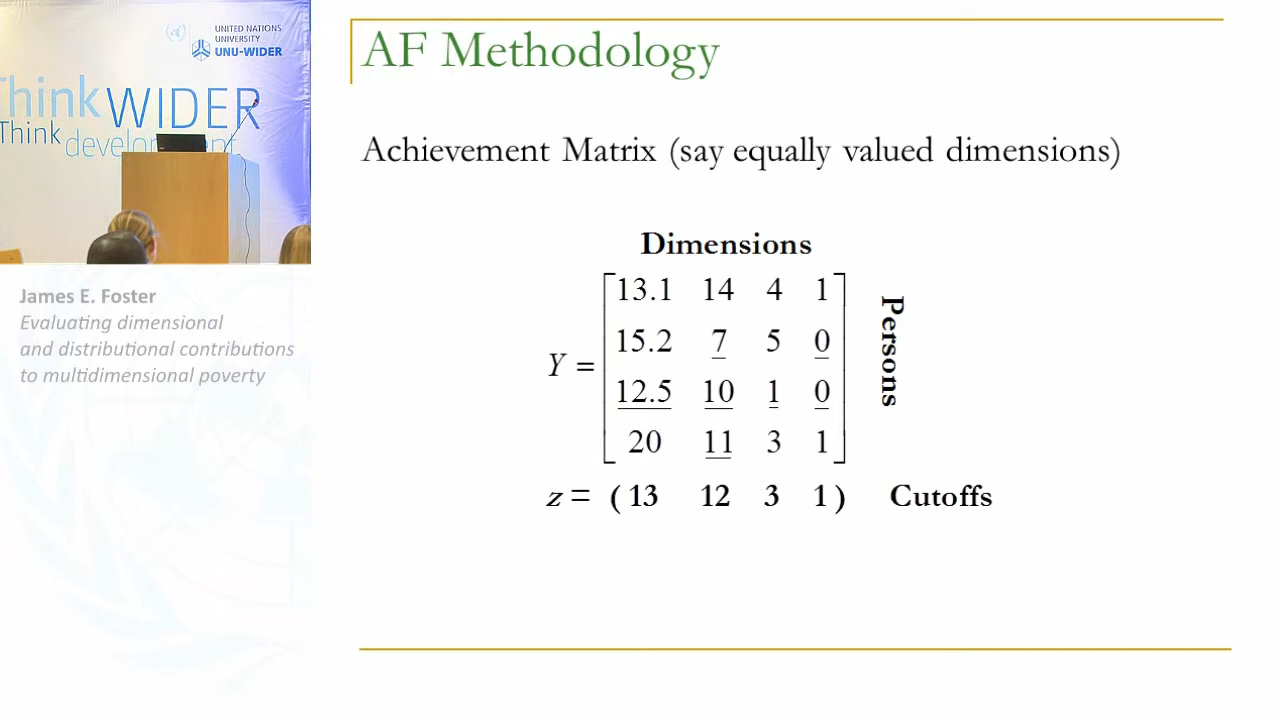 UNITED NATIONS
UNIVERSITY
UNU-WIDER
Think WIDER
Think
development
AF Methodology
Achievement Matrix (say equally valued dimensions)
Dimensions
13.1 14 4 1
15.2 7 5 0
Y =
12.5 10 1 0
20 11 3 1
Persons
z = ( 13 12 3 1 ) Cutoffs
James E. Foster
Evaluating dimensional
and distributional contributions
to multidimensional poverty